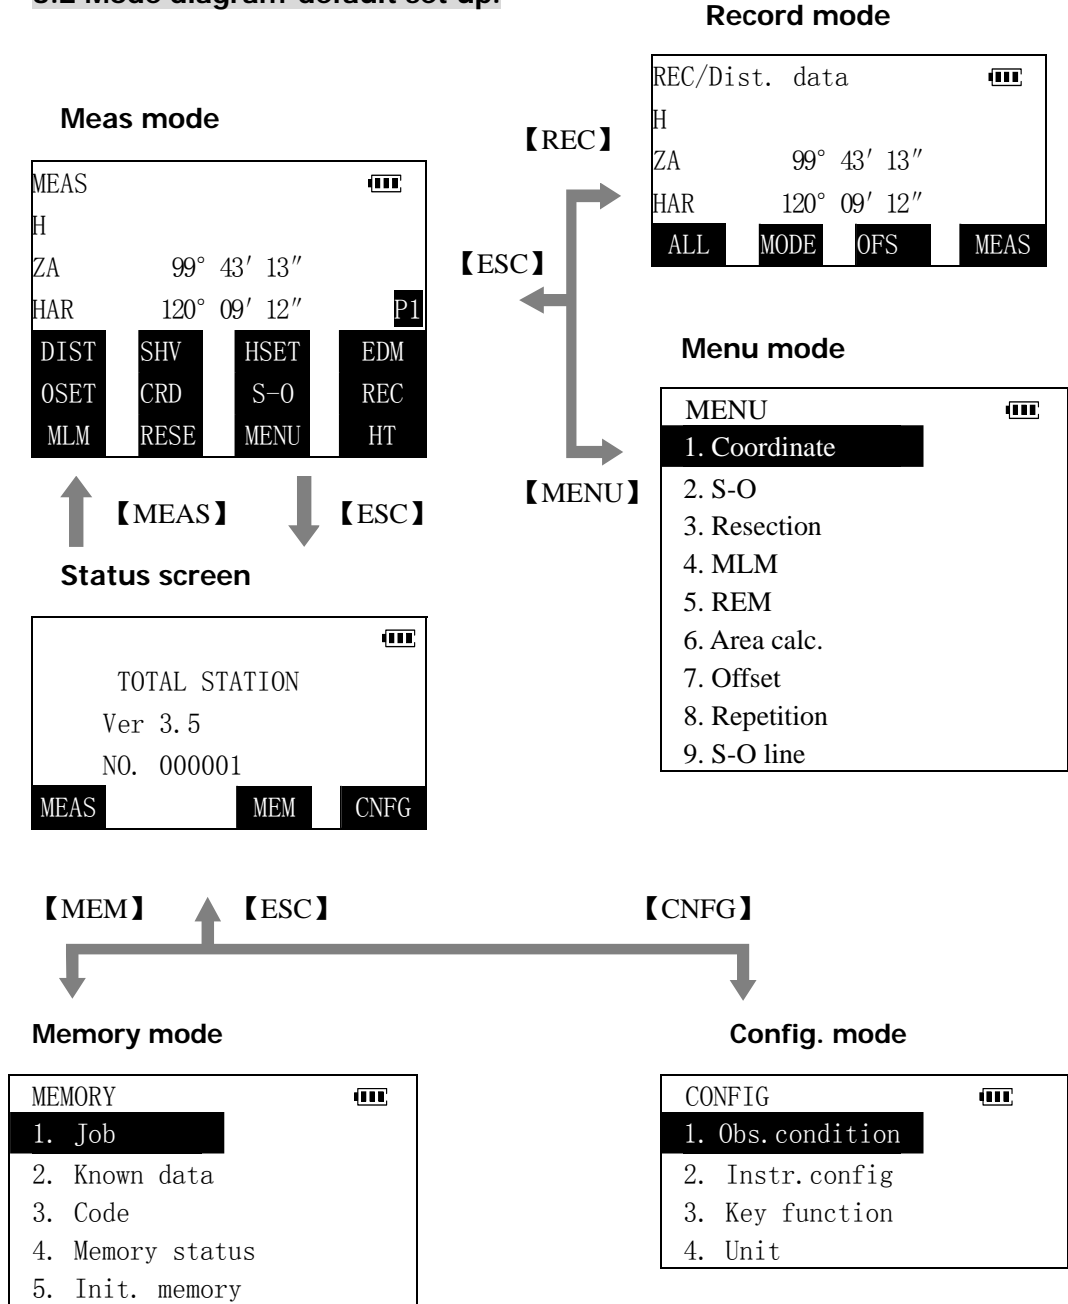 Record mode
REC/Dist. data
H
ZA 99° 43′ 13″
HAR 120° 09′ 12″
ALL MODE OFS MEAS
Meas mode
MEAS
H
ZA 99° 43′ 13″
HAR 120° 09′ 12″ P1
DIST SHV HSET EDM
OSET CRD S-O REC
MLM RESE MENU HT
【REC】
【ESC】
【MENU】
Menu mode
MENU
1. Coordinate
2. S-O
3. Resection
4. MLM
5. REM
6. Area calc.
7. Offset
8. Repetition
9. S-O line
【MEAS】 【ESC】
Status screen
TOTAL STATION
Ver 3.5
NO. 000001
MEAS MEM CNFG
【MEM】 【ESC】 【CNFG】
Memory mode
MEMORY
1. Job
2. Known data
3. Code
4. Memory status
5. Init. memory
Config. mode
CONFIG
1. Obs.condition
2. Instr.config
3. Key function
4. Unit